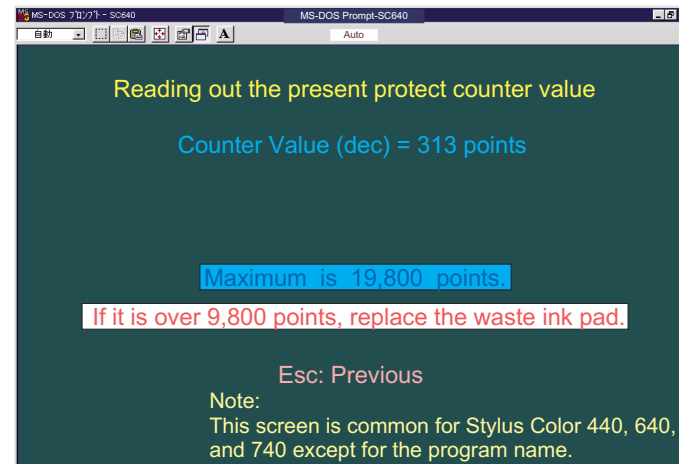 MS-DOS プロンプト - SC640
MS-DOS Prompt-SC640
自動
A
Auto
Reading out the present protect counter value
Counter Value (dec) = 313 points
Maximum is 19,800 points.
If it is over 9,800 points, replace the waste ink pad.
Esc: Previous
Note:
This screen is common for Stylus Color 440, 640,
and 740 except for the program name.